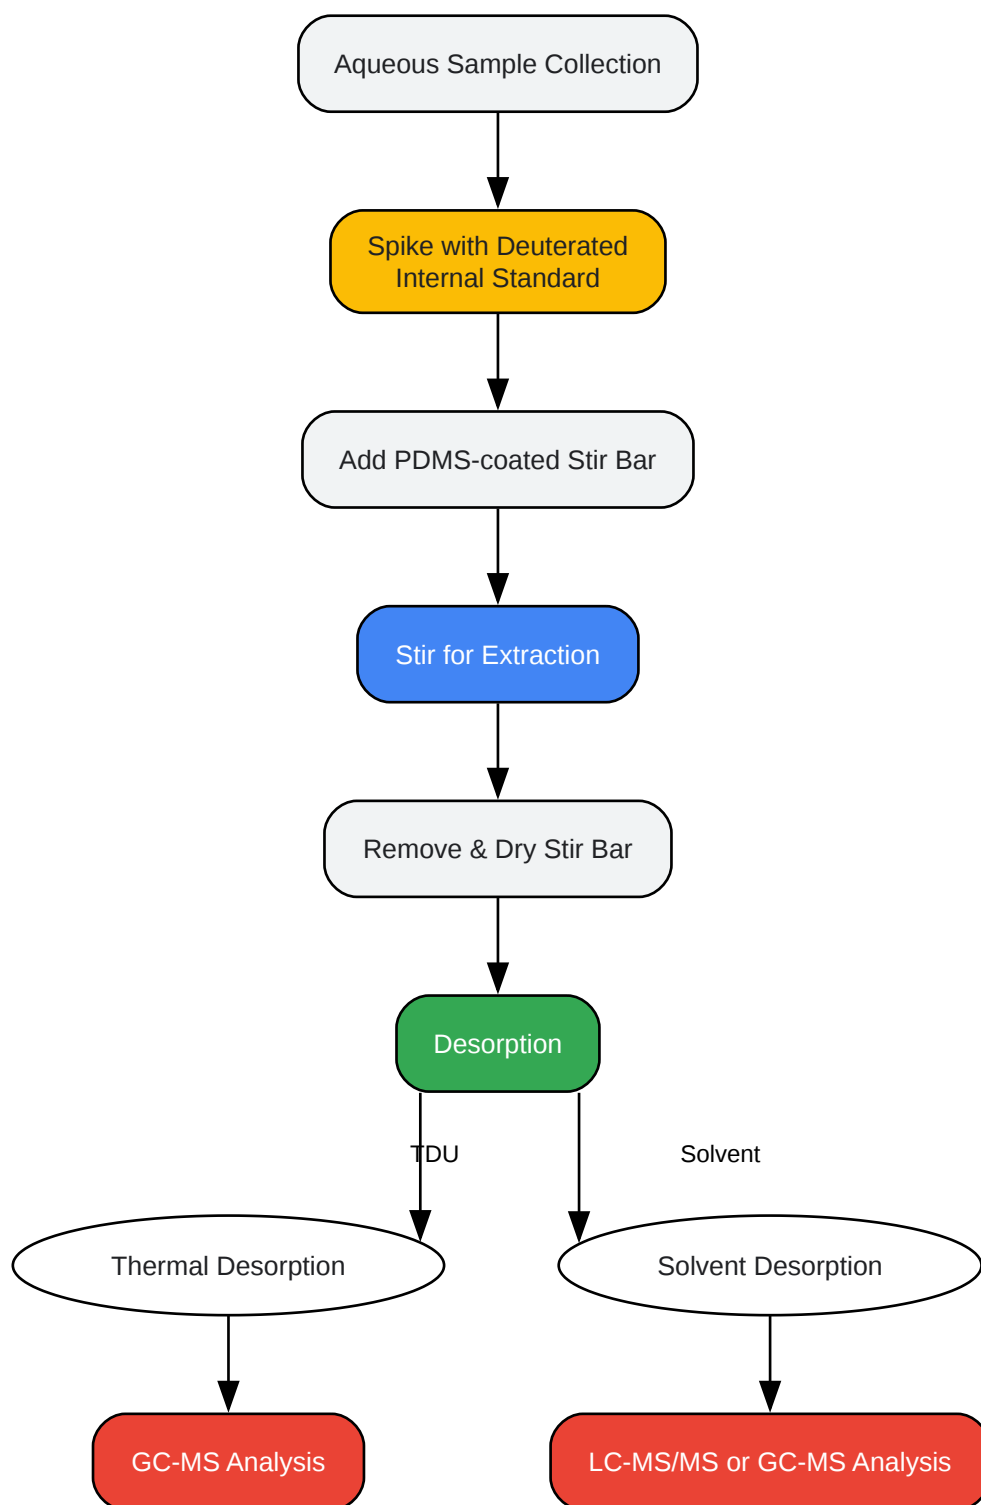 Aqueous Sample Collection
Spike with Deuterated
Internal Standard
Add PDMS-coated Stir Bar
Stir for Extraction
Remove & Dry Stir Bar
Desorption
TDU
Solvent
Thermal Desorption
Solvent Desorption
GC-MS Analysis
LC-MS/MS or GC-MS Analysis